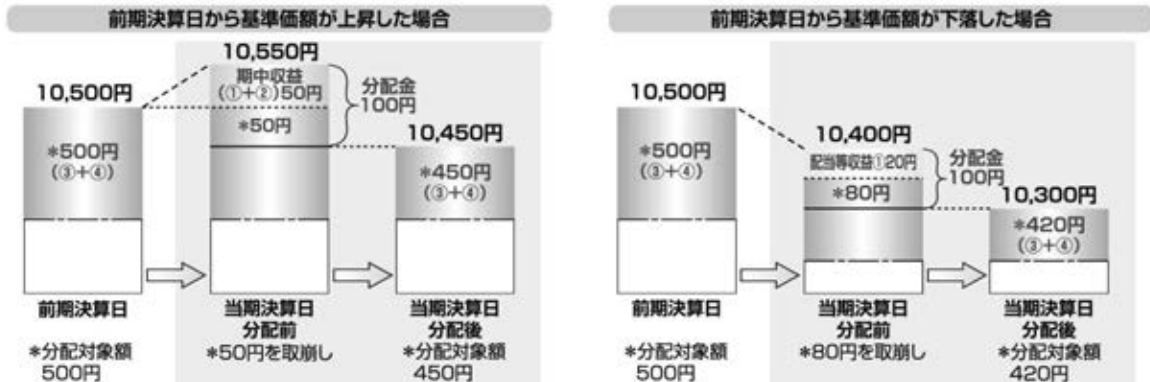 前期決算日から基準価額が上昇した場合
10,550円
期中収益
(①+②)50円
分配金
100円
10,500円
*50円
10,450円
*500円
(③+④)
*450円
(③+④)
前期決算日
当期決算日
分配前
当期決算日
分配後
*分配対象額
500円
*50円を取崩し
*分配対象額
450円
前期決算日から基準価額が下落した場合
10,500円
10,400円
配当等収益①20円
分配金
100円
*500円
(③+④)
*80円
10,300円
*420円
(③+④)
前期決算日
当期決算日
分配前
当期決算日
分配後
*分配対象額
500円
*80円を取崩し
*分配対象額
420円